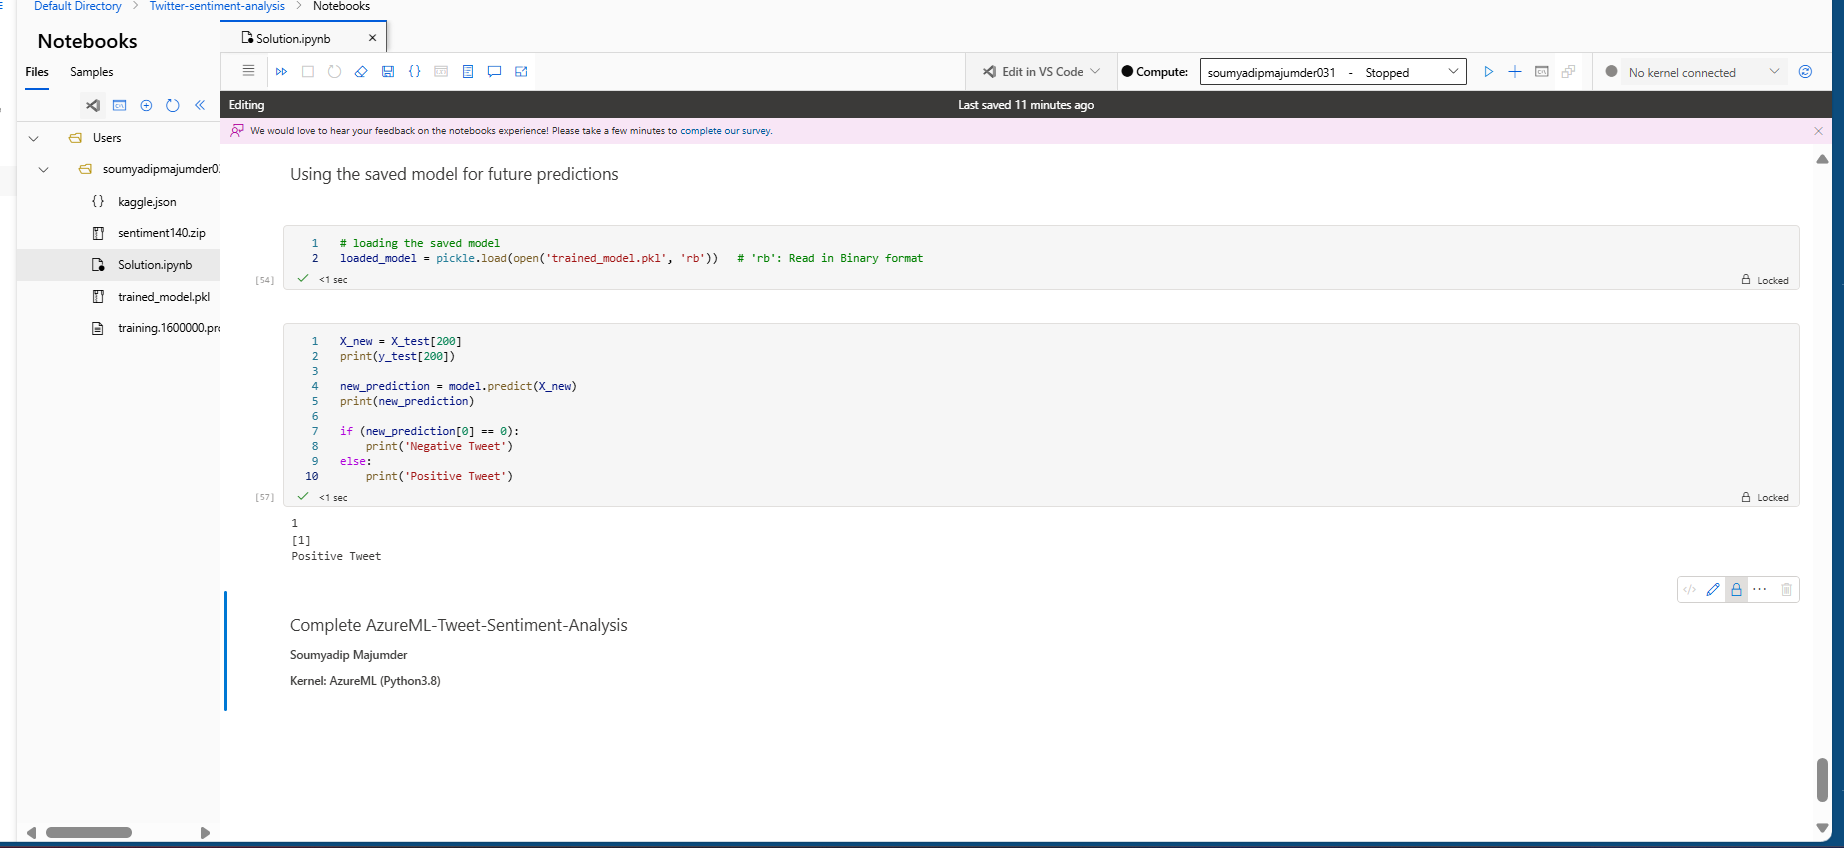 Default Directory > Twitter-sentiment-analysis > Notebooks
Notebooks
Files Samples
Users
soumyadipmajumder0
kaggle.json
sentiment140.zip
Solution.ipynb
trained_model.pkl
training.1600000.pro
Solution.ipynb
Edit in VS Code
Compute:
soumyadipmajumder031 - Stopped
No kernel connected
Editing
Last saved 11 minutes ago
We would love to hear your feedback on the notebooks experience! Please take a few minutes to complete our survey.
Using the saved model for future predictions
1 # loading the saved model
2 loaded_model = pickle.load(open('trained_model.pkl', 'rb')) # 'rb': Read in Binary format
[54] <1 sec
Locked
1 X_new = X_test[200]
2 print(y_test[200])
3
4 new_prediction = model.predict(X_new)
5 print(new_prediction)
6
7 if (new_prediction[0] == 0):
8 print('Negative Tweet')
9 else:
10 print('Positive Tweet')
[57] <1 sec
Locked
1
[1]
Positive Tweet
Complete AzureML-Tweet-Sentiment-Analysis
Soumyadip Majumder
Kernel: AzureML (Python3.8)